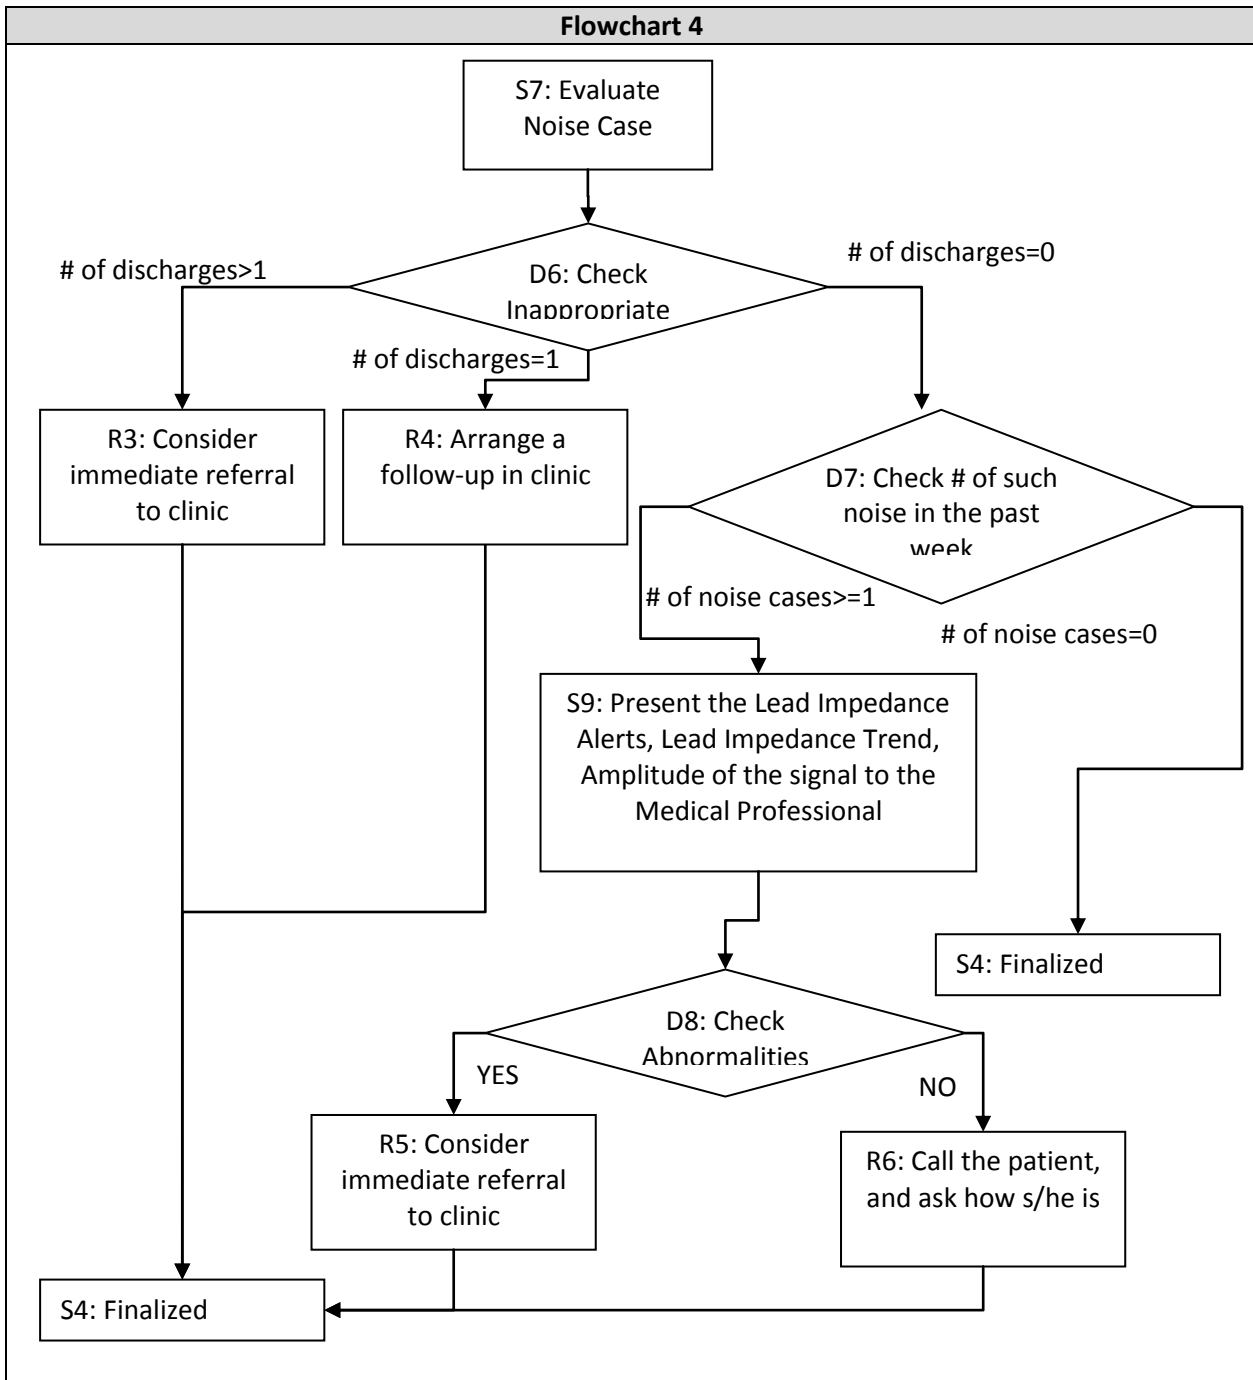 Flowchart 4
S7: Evaluate
Noise Case
# of discharges>1
# of discharges=0
D6: Check
Inappropriate
# of discharges=1
R3: Consider
immediate referral
to clinic
R4: Arrange a
follow-up in clinic
D7: Check # of such
noise in the past
week
# of noise cases>=1
# of noise cases=0
S9: Present the Lead Impedance
Alerts, Lead Impedance Trend,
Amplitude of the signal to the
Medical Professional
S4: Finalized
D8: Check
Abnormalities
YES
NO
R5: Consider
immediate referral
to clinic
R6: Call the patient,
and ask how s/he is
S4: Finalized